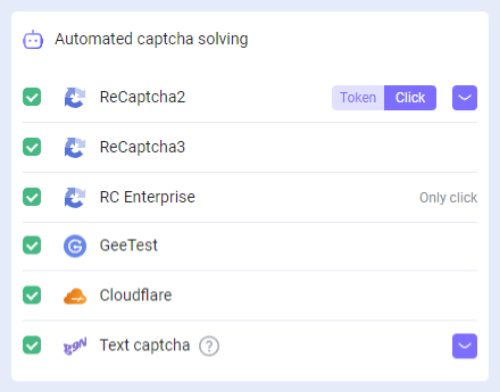 Automated captcha solving
ReCaptcha2 Token Click
ReCaptcha3
RC Enterprise Only click
GeeTest
Cloudflare
Text captcha ?